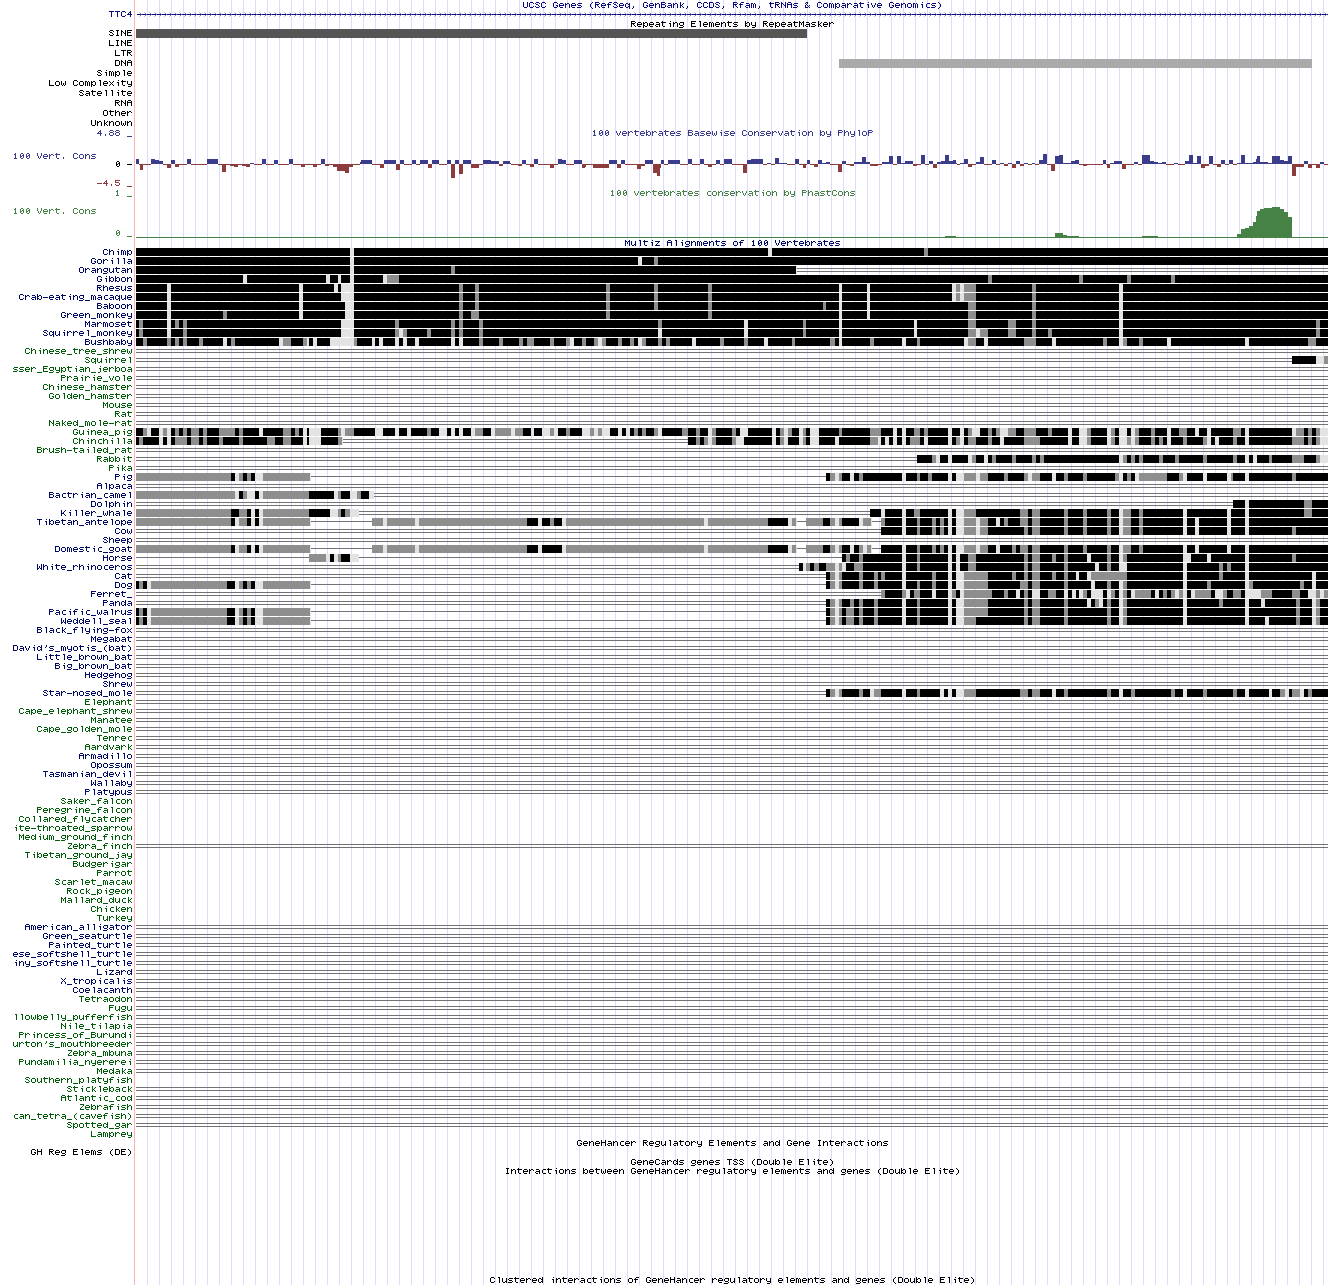 UCSC Genes (RefSeq, GenBank, CCDS, Rfam, tRNAs & Comparative Genomics)
TTC4
Repeating Elements by RepeatMasker
SINE
LINE
LTR
DNA
Simple
Low Complexity
Satellite
RNA
Other
Unknown
100 vertebrates Basewise Conservation by PhyloP
4.88 _
100 Vert. Cons
0 -
-4.5 _
100 vertebrates conservation by PhastCons
1 _
100 Vert. Cons
0 _
Multiz Alignments of 100 Vertebrates
Chimp
Gorilla
Orangutan
Gibbon
Rhesus
Crab-eating_macaque
Baboon
Green_monkey
Marmoset
Squirrel_monkey
Bushbaby
Chinese_tree_shrew
Squirrel
sser_Egyptian_jerboa
Prairie_vole
Chinese_hamster
Golden_hamster
Mouse
Rat
Naked_mole-rat
Guinea_pig
Chinchilla
Brush-tailed_rat
Rabbit
Pika
Pig
Alpaca
Bactrian_camel
Dolphin
Killer_whale
Tibetan_antelope
Cow
Sheep
Domestic_goat
Horse
White_rhinoceros
Cat
Dog
Ferret_
Panda
Pacific_walrus
Weddell_seal
Black_flying-fox
Megabat
David's_myotis_(bat)
Little_brown_bat
Big_brown_bat
Hedgehog
Shrew
Star-nosed_mole
Elephant
Cape_elephant_shrew
Manatee
Cape_golden_mole
Tenrec
Aardvark
Armadillo
Opossum
Tasmanian_devil
Wallaby
Platypus
Saker_falcon
Peregrine_falcon
Collared_flycatcher
ite-throated_sparrow
Medium_ground_finch
Zebra_finch
Tibetan_ground_jay
Budgerigar
Parrot
Scarlet_macaw
Rock_pigeon
Mallard_duck
Chicken
Turkey
American_alligator
Green_seaturtle
Painted_turtle
ese_softshell_turtle
iny_softshell_turtle
Lizard
X_tropicalis
Coelacanth
Tetraodon
Fugu
llowbelly_pufferfish
Nile_tilapia
Princess_of_Burundi
urton's_mouthbreeder
Zebra_mbuna
Pundamilia_nyererei
Medaka
Southern_platyfish
Stickleback
Atlantic_cod
Zebrafish
can_tetra_(cavefish)
Spotted_gar
Lamprey
GeneHancer Regulatory Elements and Gene Interactions
GH Reg Elems (DE)
GeneCards genes TSS (Double Elite)
Interactions between GeneHancer regulatory elements and genes (Double Elite)
Clustered interactions of GeneHancer regulatory elements and genes (Double Elite)